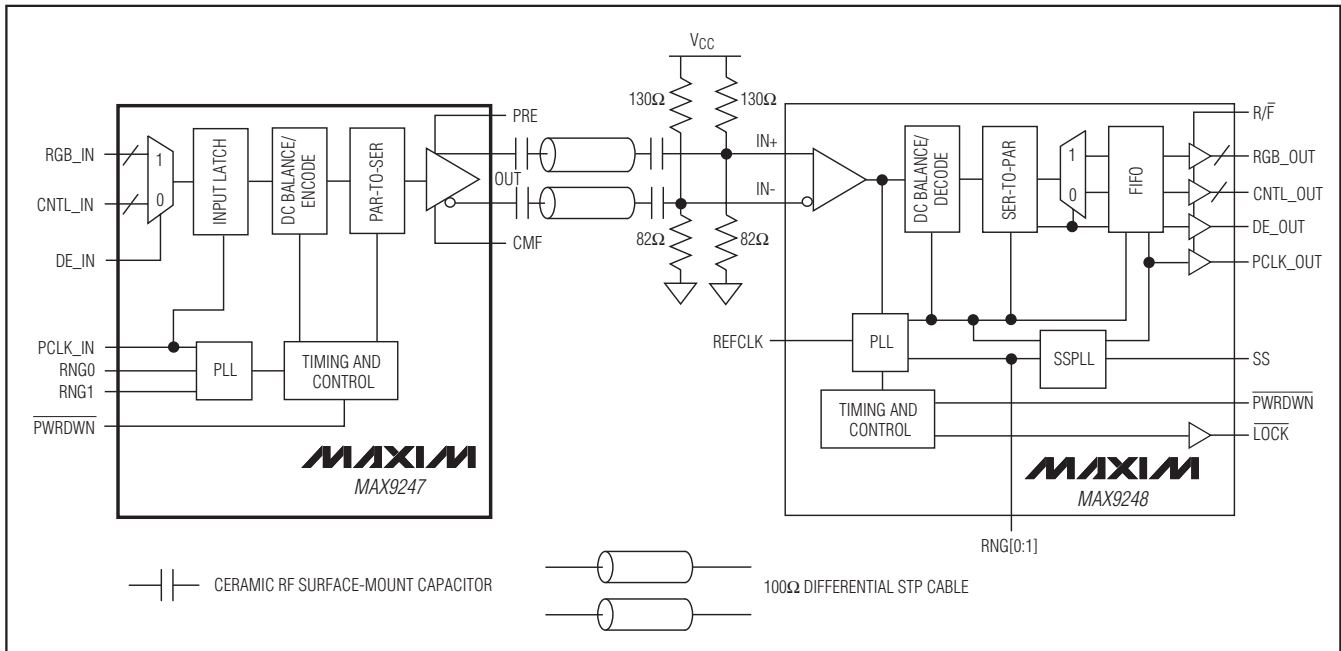 VCC
130Ω
130Ω
PRE
OUT
CMF
RGB_IN
CNTL_IN
DE_IN
PCLK_IN
RNG0
RNG1
PWRDWN
1
0
INPUT LATCH
DC BALANCE/
ENCODE
PAR-TO-SER
PLL
TIMING AND
CONTROL
MAXIM
MAX9247
82Ω
82Ω
IN+
IN-
DC BALANCE/
DECODE
SER-TO-PAR
1
0
FIFO
R/F
RGB_OUT
CNTL_OUT
DE_OUT
PCLK_OUT
REFCLK
PLL
SSPLL
SS
TIMING AND
CONTROL
PWRDWN
LOCK
MAXIM
MAX9248
RNG[0:1]
CERAMIC RF SURFACE-MOUNT CAPACITOR
100Ω DIFFERENTIAL STP CABLE